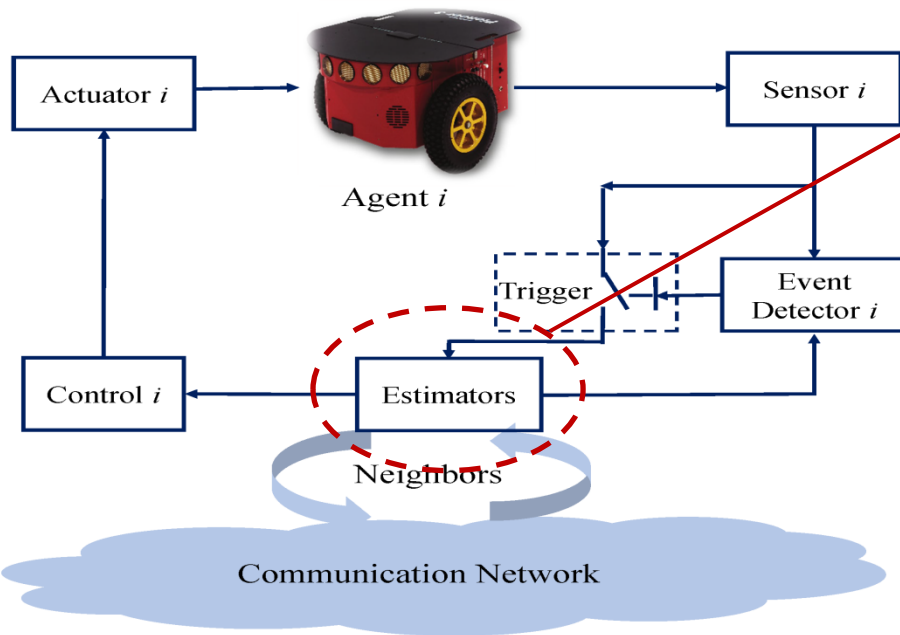 Actuator i
Agent i
Sensor i
Trigger
Event
Detector i
Control i
Estimators
Neighbors
Communication Network